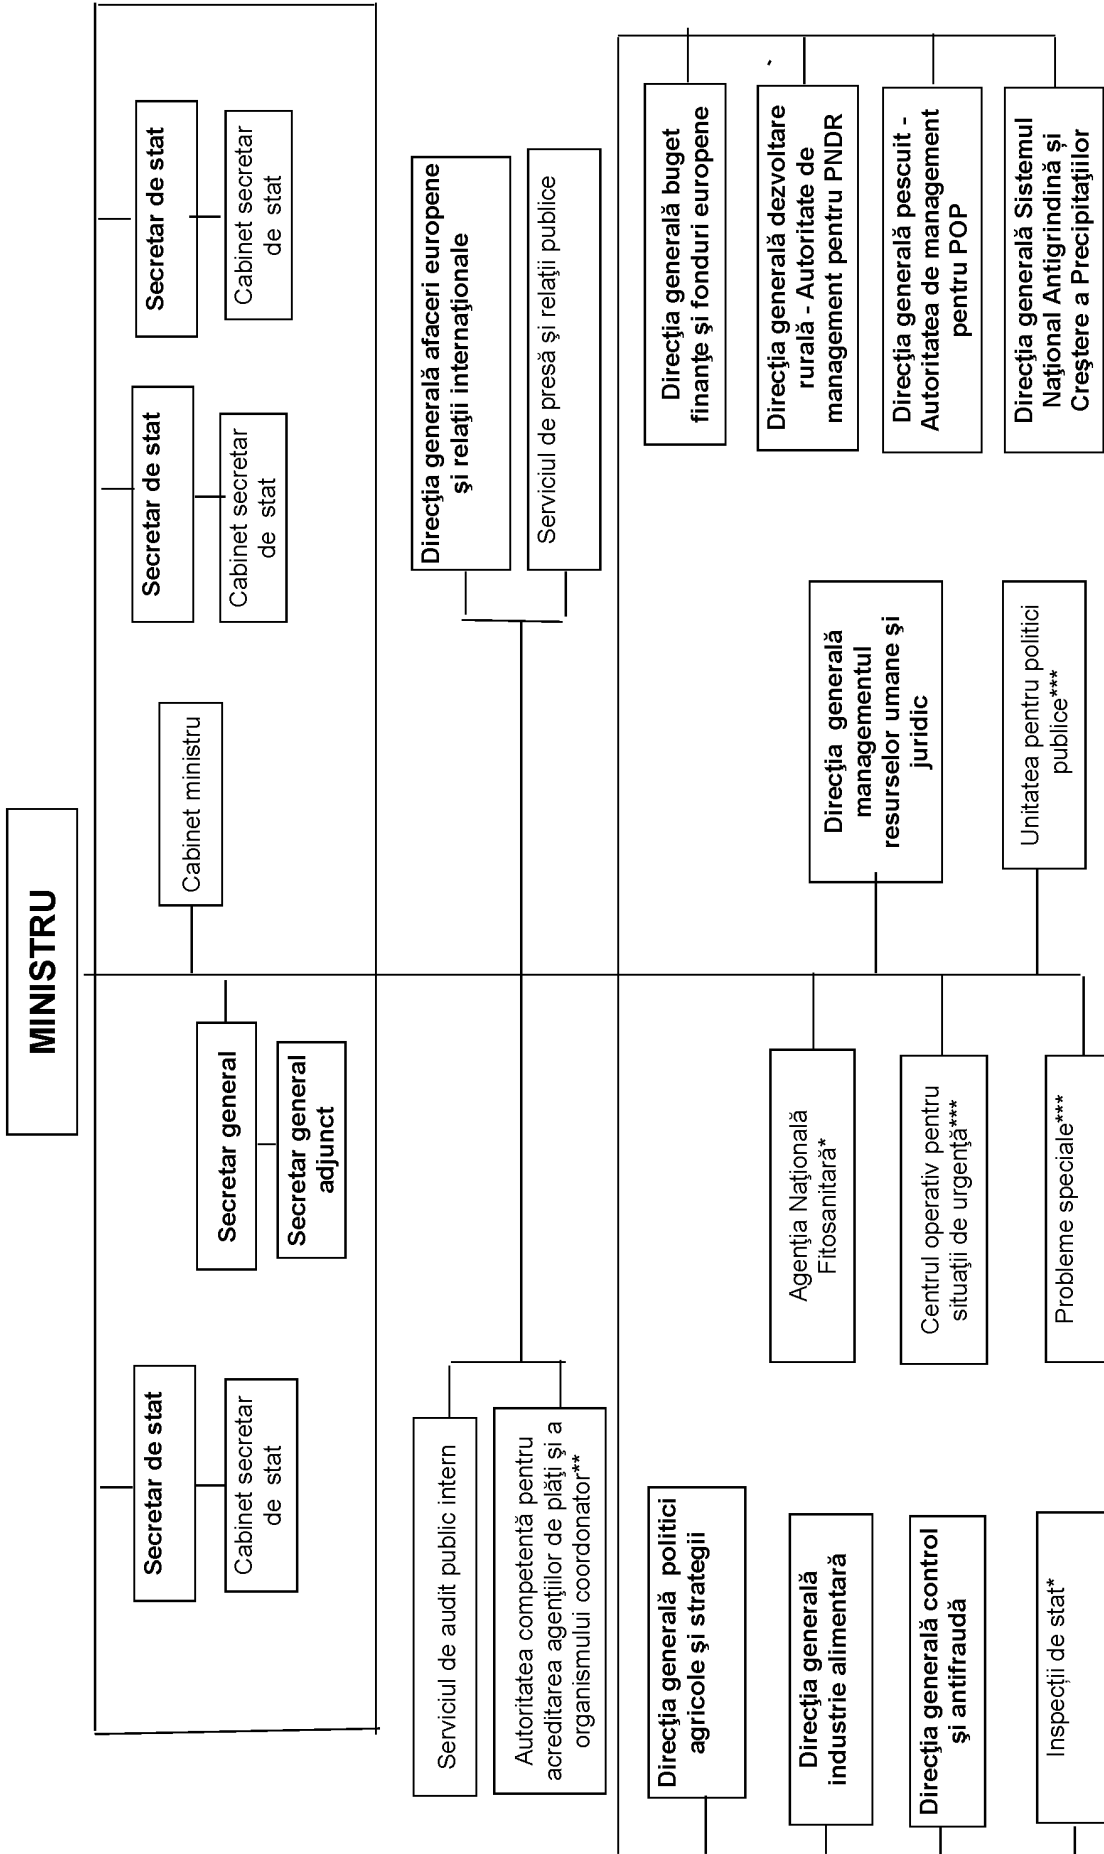 MINISTRU
Secretar de stat
Cabinet secretar
de stat
Secretar general
Secretar general
adjunct
Cabinet ministru
Secretar de stat
Cabinet secretar
de stat
Secretar de stat
Cabinet secretar
de stat
Serviciul de audit public intern
Autoritatea competentă pentru
acreditarea agenţiilor de plăţi şi a
organismului coordonator**
Direcţia generală afaceri europene
şi relaţii internaţionale
Serviciul de presă şi relaţii publice
Direcţia generală politici
agricole şi strategii
Direcţia generală
industrie alimentară
Direcţia generală control
şi antifraudă
Inspecții de stat*
Agenţia Naţională
Fitosanitară*
Centrul operativ pentru
situaţii de urgenţă***
Probleme speciale***
Direcţia generală
managementul
resurselor umane şi
juridic
Unitatea pentru politici
publice***
Direcţia generală buget
finanţe şi fonduri europene
Direcţia generală dezvoltare
rurală - Autoritate de
management pentru PNDR
Direcţia generală pescuit -
Autoritatea de management
pentru POP
Direcţia generală Sistemul
Naţional Antigrindină și
Creştere a Precipitaţiilor